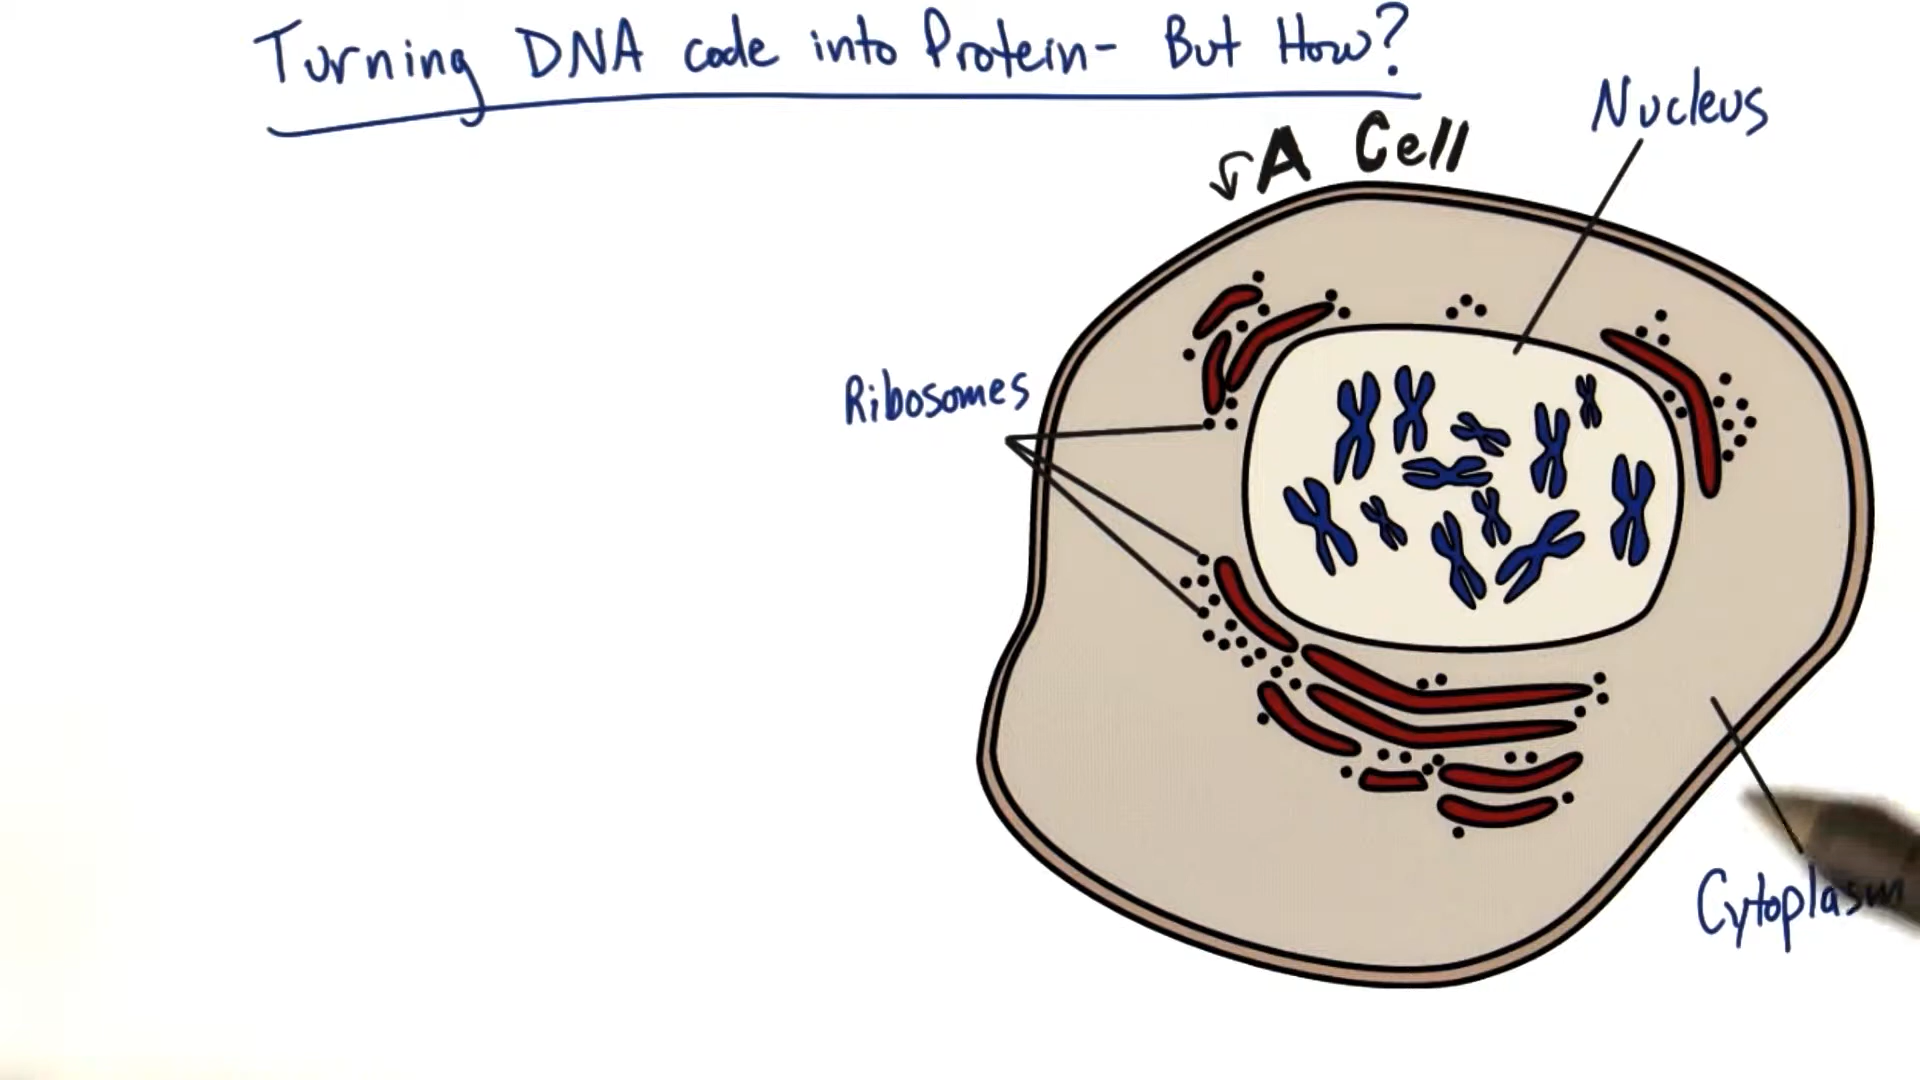 Turning DNA code into Protein- But How?
Nucleus
A Cell
Ribosomes
Cytoplasm